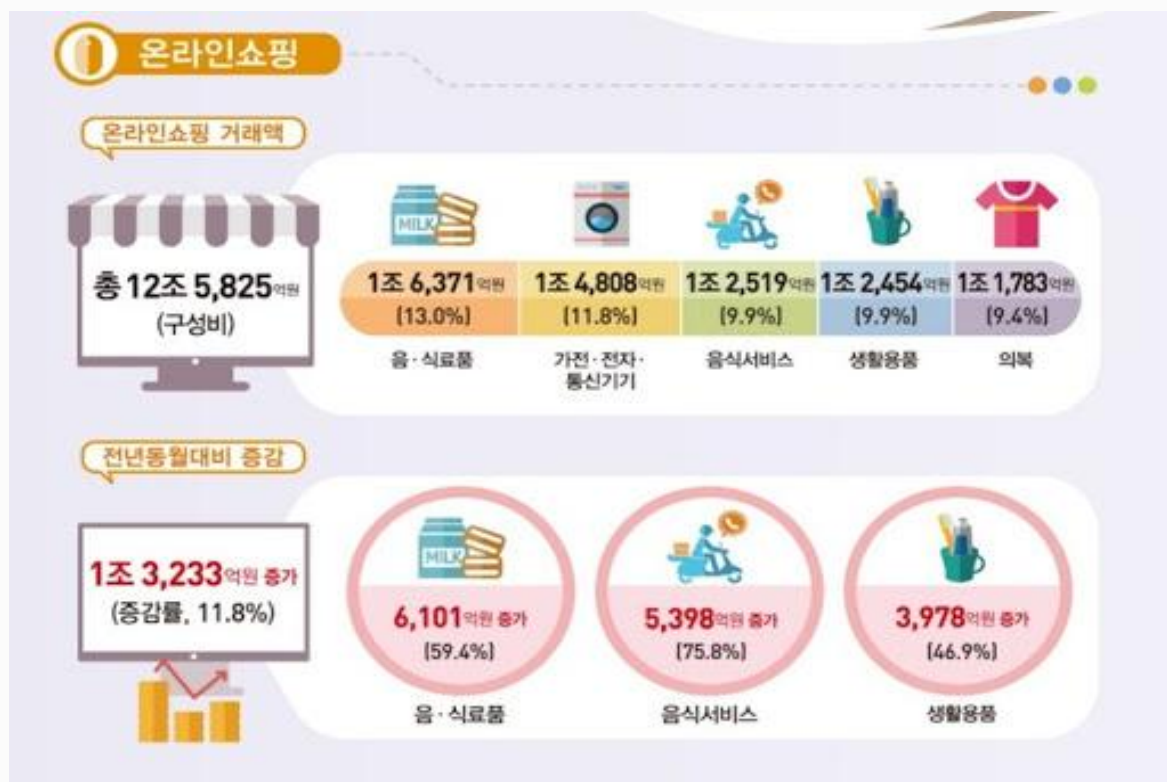 온라인쇼핑
온라인쇼핑 거래액
총 12조 5,825억원
(구성비)
MILK
1조 6,371억원 1조 4,808억원 1조 2,519억원 1조 2,454억원 1조 1,783억원
(13.0%) (11.8%) (9.9%) (9.9%) (9.4%)
음·식료품 가전·전자· 음식서비스 생활용품 의복
통신기기
전년동월대비 증감
1조 3,233억원 증가
(증감률, 11.8%)
MILK
6,101억원 증가 5,398억원 증가 3,978억원 증가
(59.4%) (75.8%) (46.9%)
음·식료품 음식서비스 생활용품